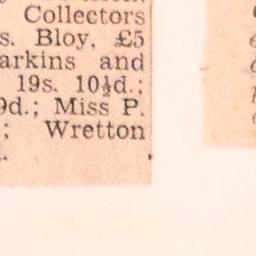 Collectors
s. Bloy, £5
arkins and
19s. 10½d.;
9d.; Miss P.
; Wretton